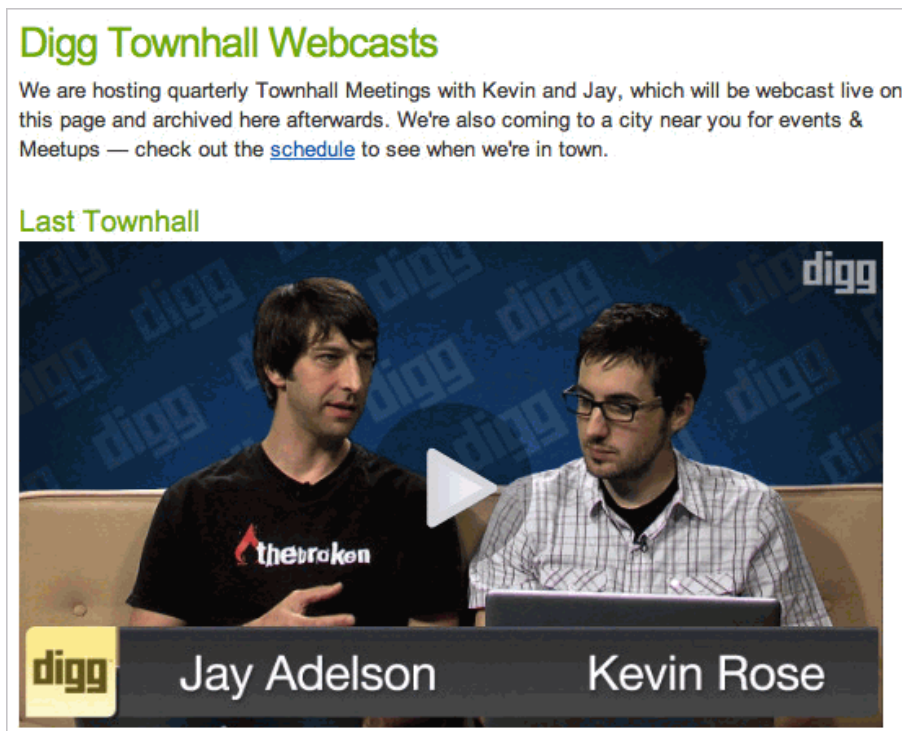 Digg Townhall Webcasts
We are hosting quarterly Townhall Meetings with Kevin and Jay, which will be webcast live on
this page and archived here afterwards. We're also coming to a city near you for events &
Meetups — check out the schedule to see when we're in town.
Last Townhall
digg
thebroken
digg
Jay Adelson
Kevin Rose